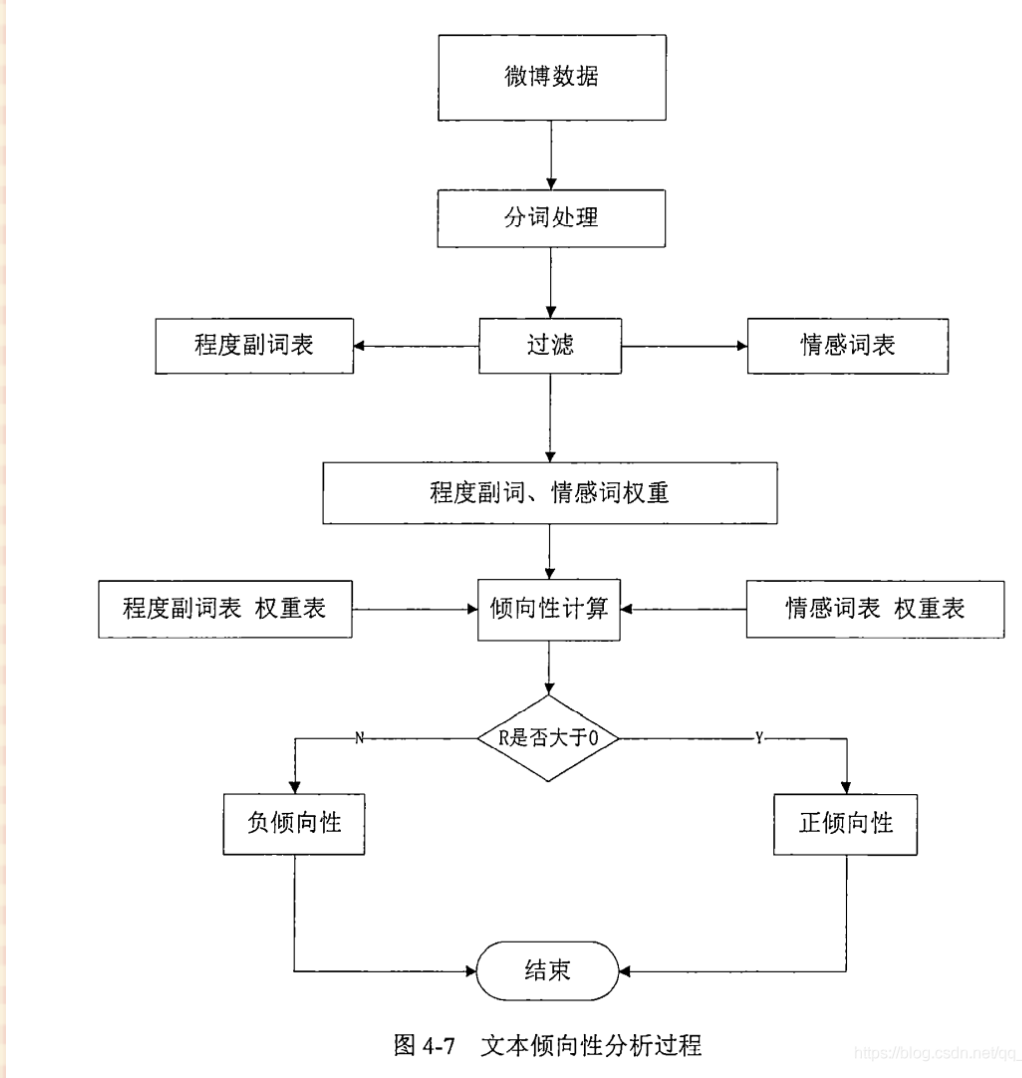 微博数据
分词处理
程度副词表
过滤
情感词表
程度副词、情感词权重
程度副词表 权重表
倾向性计算
情感词表 权重表
R是否大于0
N
Y
负倾向性
正倾向性
结束
图 4-7 文本倾向性分析过程
https://blog.csdn.net/qq_